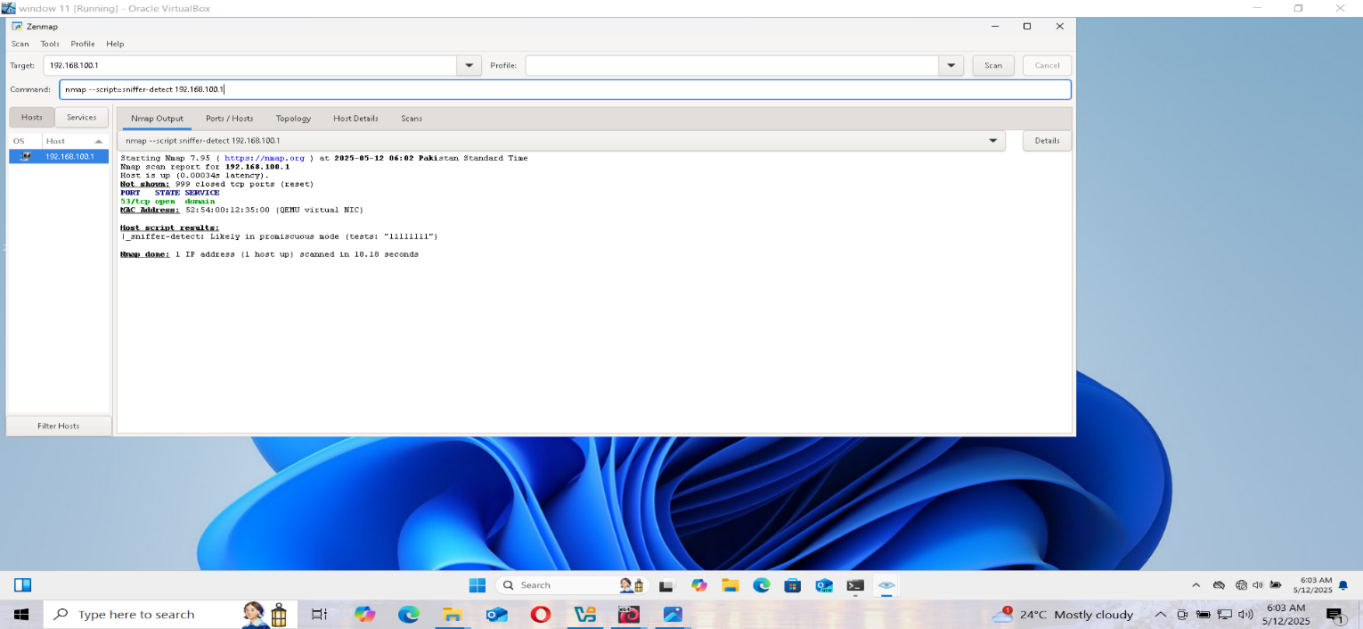 window 11 [Running] - Oracle VirtualBox
Zenmap
Scan Tools Profile Help
Target: 192.168.100.1 Profile: Scan Cancel
Command: nmap --script=sniffer-detect 192.168.100.1
Hosts Services Nmap Output Ports / Hosts Topology Host Details Scans
OS Host nmap --script sniffer-detect 192.168.100.1 Details
192.168.100.1
Starting Nmap 7.95 ( https://nmap.org ) at 2025-05-12 06:02 Pakistan Standard Time
Nmap scan report for 192.168.100.1
Host is up (0.00034s latency).
Not shown: 999 closed tcp ports (reset)
PORT STATE SERVICE
53/tcp open domain
MAC Address: 52:54:00:12:35:00 (QEMU virtual NIC)
Host script results:
|_sniffer-detect: Likely in promiscuous mode (tests: "11111111")
Nmap done: 1 IP address (1 host up) scanned in 18.18 seconds
Filter Hosts
Search
6:03 AM
5/12/2025
Type here to search
24°C Mostly cloudy
6:03 AM
5/12/2025
1